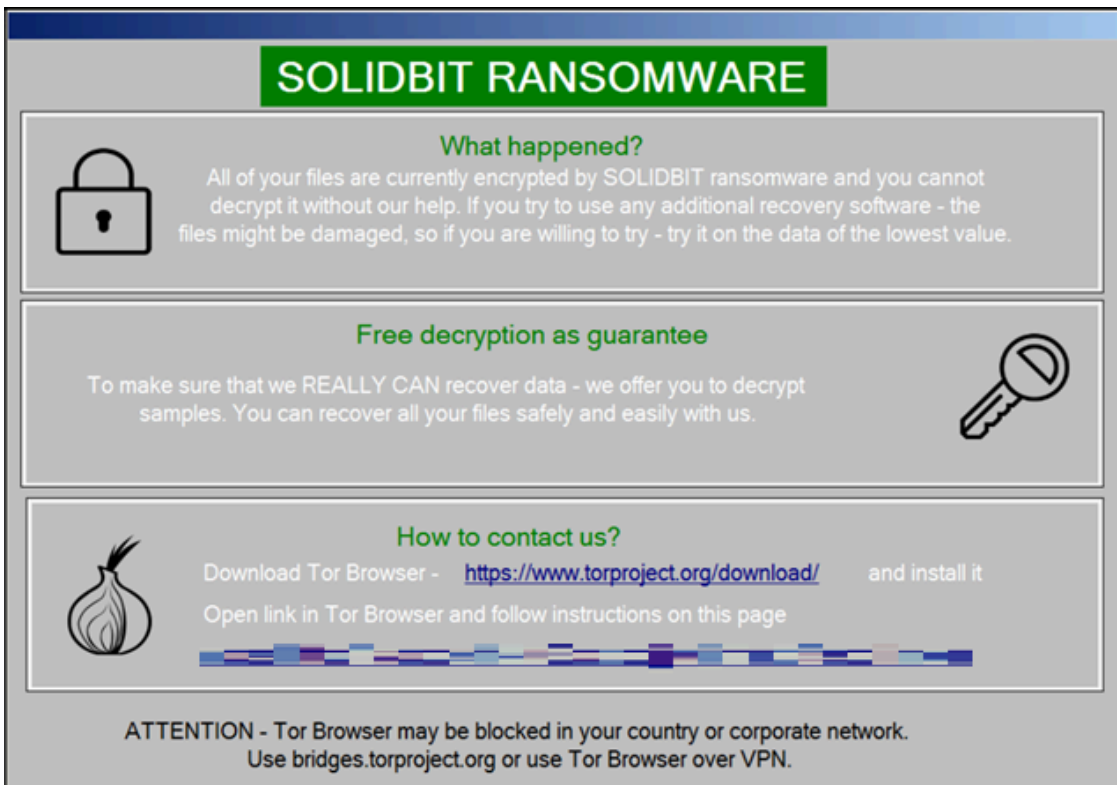 SOLIDBIT RANSOMWARE
What happened?
All of your files are currently encrypted by SOLIDBIT ransomware and you cannot
decrypt it without our help. If you try to use any additional recovery software - the
files might be damaged, so if you are willing to try - try it on the data of the lowest value.
Free decryption as guarantee
To make sure that we REALLY CAN recover data - we offer you to decrypt
samples. You can recover all your files safely and easily with us.
How to contact us?
Download Tor Browser - https://www.torproject.org/download/ and install it
Open link in Tor Browser and follow instructions on this page
ATTENTION - Tor Browser may be blocked in your country or corporate network.
Use bridges.torproject.org or use Tor Browser over VPN.